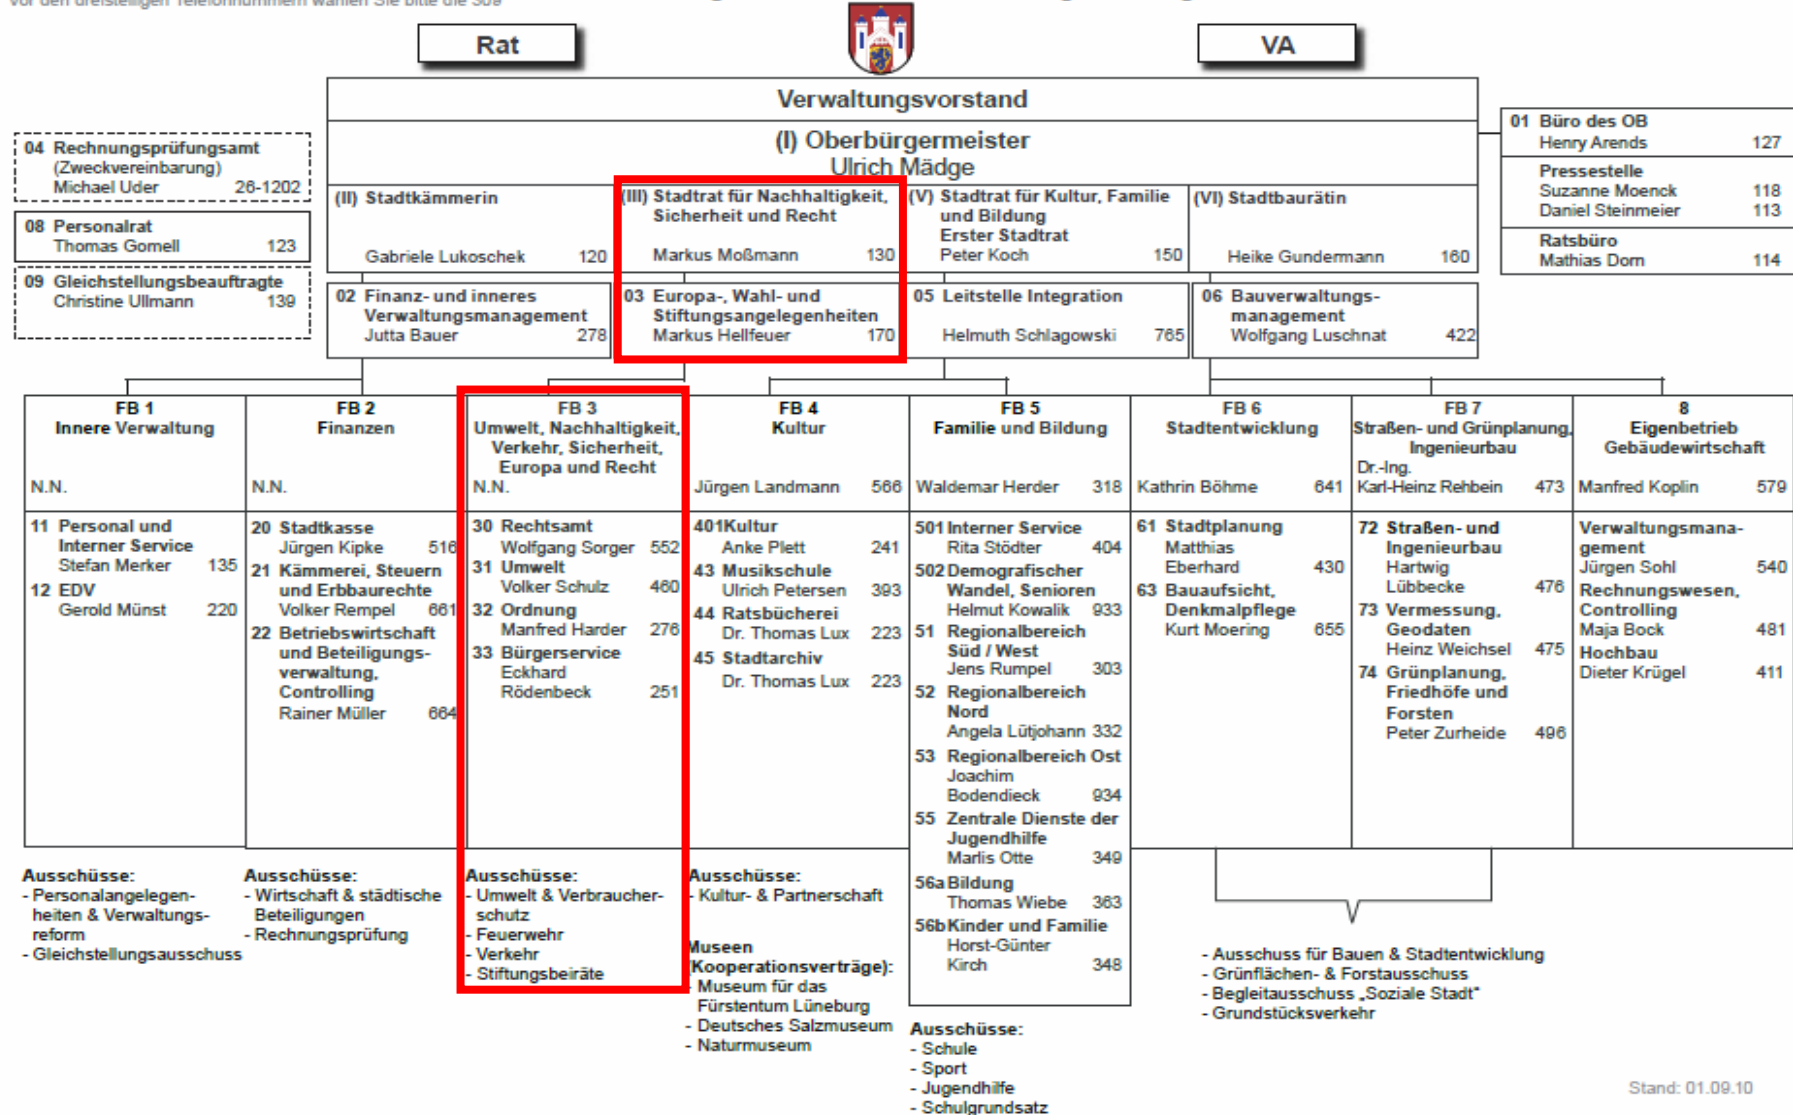 vor den dreistelligen Telefonnummern wählen Sie bitte die 309
Rat
VA
Verwaltungsvorstand
(I) Oberbürgermeister
Ulrich Mädge
04 Rechnungsprüfungsamt
(Zweckvereinbarung)
Michael Uder 26-1202
08 Personalrat
Thomas Gomell 123
09 Gleichstellungsbeauftragte
Christine Ullmann 139
(II) Stadtkämmerin
Gabriele Lukoschek 120
(III) Stadtrat für Nachhaltigkeit,
Sicherheit und Recht
Markus Moßmann 130
(V) Stadtrat für Kultur, Familie
und Bildung
Erster Stadtrat
Peter Koch 150
(VI) Stadtbaurätin
Heike Gundermann 160
01 Büro des OB
Henry Arends 127
Pressestelle
Suzanne Moenck 118
Daniel Steinmeier 113
Ratsbüro
Mathias Dorn 114
02 Finanz- und inneres
Verwaltungsmanagement
Jutta Bauer 278
03 Europa-, Wahl- und
Stiftungsangelegenheiten
Markus Hellfeuer 170
05 Leitstelle Integration
Helmuth Schlagowski 765
06 Bauverwaltungs-
management
Wolfgang Luschnat 422
FB 1
Innere Verwaltung
N.N.
11 Personal und
Interner Service
Stefan Merker 135
12 EDV
Gerold Münst 220
Ausschüsse:
- Personalangelegen-
heiten & Verwaltungs-
reform
- Gleichstellungsausschuss
FB 2
Finanzen
N.N.
20 Stadtkasse
Jürgen Kipke 516
21 Kämmerei, Steuern
und Erbbaurechte
Volker Rempel 661
22 Betriebswirtschaft
und Beteiligungs-
verwaltung,
Controlling
Rainer Müller 664
Ausschüsse:
- Wirtschaft & städtische
Beteiligungen
- Rechnungsprüfung
FB 3
Umwelt, Nachhaltigkeit,
Verkehr, Sicherheit,
Europa und Recht
N.N.
30 Rechtsamt
Wolfgang Sorger 552
31 Umwelt
Volker Schulz 460
32 Ordnung
Manfred Harder 276
33 Bürgerservice
Eckhard
Rödenbeck 251
Ausschüsse:
- Umwelt & Verbraucher-
schutz
- Feuerwehr
- Verkehr
- Stiftungsbeiräte
FB 4
Kultur
Jürgen Landmann 566
401Kultur
Anke Plett 241
43 Musikschule
Ulrich Petersen 393
44 Ratsbücherei
Dr. Thomas Lux 223
45 Stadtarchiv
Dr. Thomas Lux 223
Ausschüsse:
- Kultur- & Partnerschaft
Museen
(Kooperationsverträge):
- Museum für das
Fürstentum Lüneburg
- Deutsches Salzmuseum
- Naturmuseum
FB 5
Familie und Bildung
Waldemar Herder 318
501 Interner Service
Rita Stödter 404
502 Demografischer
Wandel, Senioren
Helmut Kowalik 933
51 Regionalbereich
Süd / West
Jens Rumpel 303
52 Regionalbereich
Nord
Angela Lütjohann 332
53 Regionalbereich Ost
Joachim
Bodendieck 934
55 Zentrale Dienste der
Jugendhilfe
Marlis Otte 349
56a Bildung
Thomas Wiebe 363
56b Kinder und Familie
Horst-Günter
Kirch 348
Ausschüsse:
- Schule
- Sport
- Jugendhilfe
- Schulgrundsatz
FB 6
Stadtentwicklung
Kathrin Böhme 641
61 Stadtplanung
Matthias
Eberhard 430
63 Bauaufsicht,
Denkmalpflege
Kurt Moering 655
FB 7
Straßen- und Grünplanung,
Ingenieurbau
Dr.-Ing.
Karl-Heinz Rehbein 473
72 Straßen- und
Ingenieurbau
Hartwig
Lübbecke 476
73 Vermessung,
Geodaten
Heinz Weichsel 475
74 Grünplanung,
Friedhöfe und
Forsten
Peter Zurheide 496
8
Eigenbetrieb
Gebäudewirtschaft
Manfred Koplin 579
Verwaltungsmana-
gement
Jürgen Sohl 540
Rechnungswesen,
Controlling
Maja Bock 481
Hochbau
Dieter Krügel 411
- Ausschuss für Bauen & Stadtentwicklung
- Grünflächen- & Forstausschuss
- Begleitausschuss „Soziale Stadt“
- Grundstücksverkehr
Stand: 01.09.10